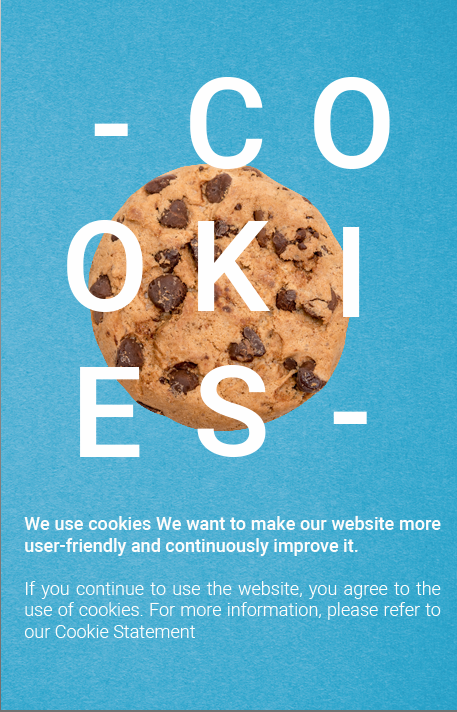 - C O
O K I
E S -
We use cookies We want to make our website more
user-friendly and continuously improve it.
If you continue to use the website, you agree to the
use of cookies. For more information, please refer to
our Cookie Statement